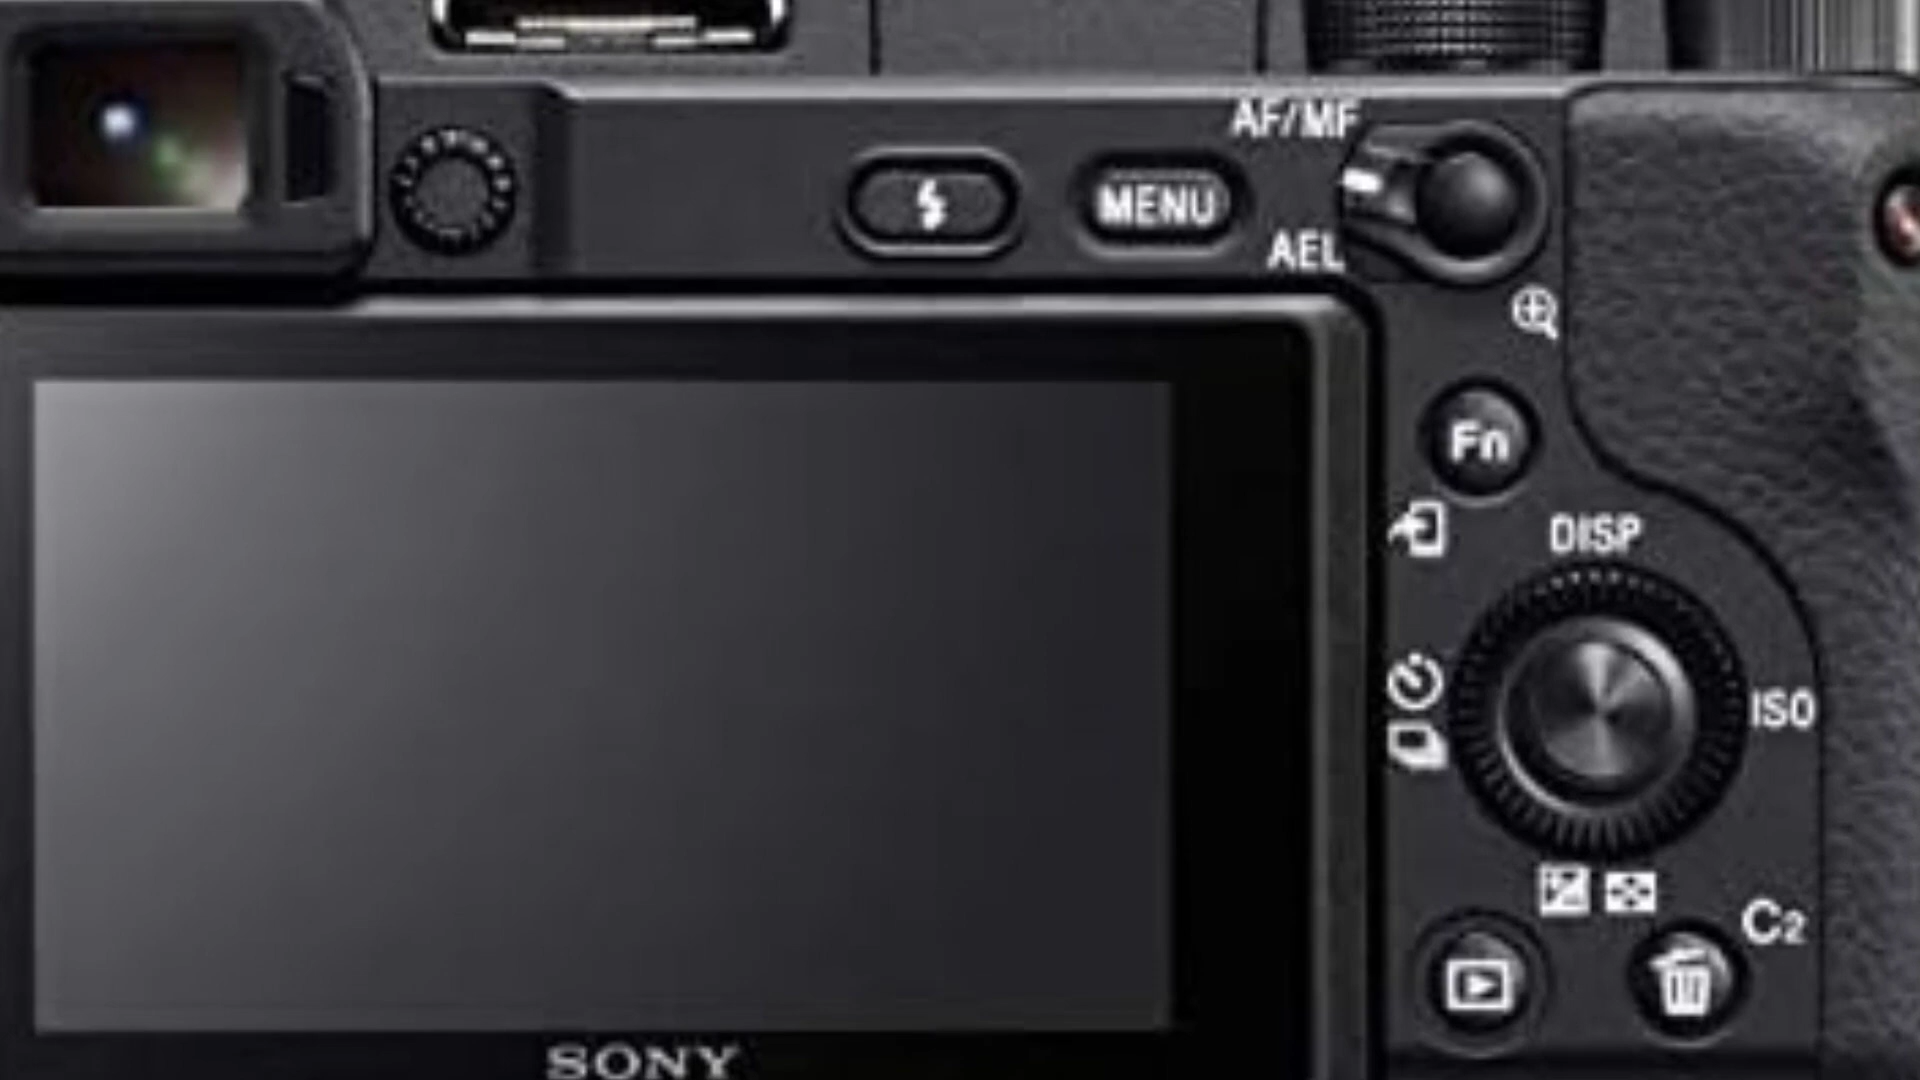 AF/MF
MENU
AEL
Fn
DISP
ISO
C2
SONY